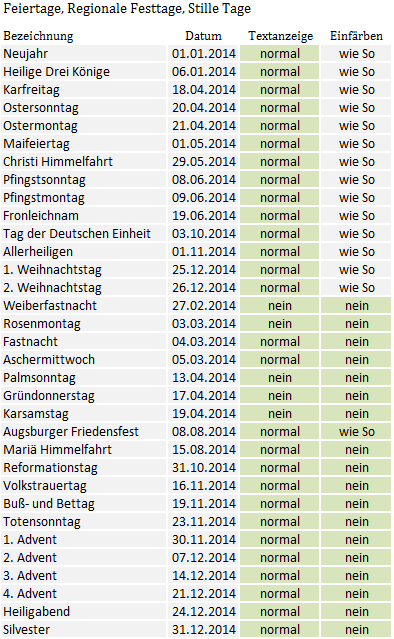 Feiertage, Regionale Festtage, Stille Tage
Bezeichnung Datum Textanzeige Einfärben
Neujahr 01.01.2014 normal wie So
Heilige Drei Könige 06.01.2014 normal wie So
Karfreitag 18.04.2014 normal wie So
Ostersonntag 20.04.2014 normal wie So
Ostermontag 21.04.2014 normal wie So
Maifeiertag 01.05.2014 normal wie So
Christi Himmelfahrt 29.05.2014 normal wie So
Pfingstsonntag 08.06.2014 normal wie So
Pfingstmontag 09.06.2014 normal wie So
Fronleichnam 19.06.2014 normal wie So
Tag der Deutschen Einheit 03.10.2014 normal wie So
Allerheiligen 01.11.2014 normal wie So
1. Weihnachtstag 25.12.2014 normal wie So
2. Weihnachtstag 26.12.2014 normal wie So
Weiberfastnacht 27.02.2014 nein nein
Rosenmontag 03.03.2014 nein nein
Fastnacht 04.03.2014 normal nein
Aschermittwoch 05.03.2014 normal nein
Palmsonntag 13.04.2014 nein nein
Gründonnerstag 17.04.2014 nein nein
Karsamstag 19.04.2014 nein nein
Augsburger Friedensfest 08.08.2014 normal wie So
Mariä Himmelfahrt 15.08.2014 normal nein
Reformationstag 31.10.2014 normal nein
Volkstrauertag 16.11.2014 normal nein
Buß- und Bettag 19.11.2014 normal nein
Totensonntag 23.11.2014 normal nein
1. Advent 30.11.2014 normal nein
2. Advent 07.12.2014 normal nein
3. Advent 14.12.2014 normal nein
4. Advent 21.12.2014 normal nein
Heiligabend 24.12.2014 normal nein
Silvester 31.12.2014 normal nein